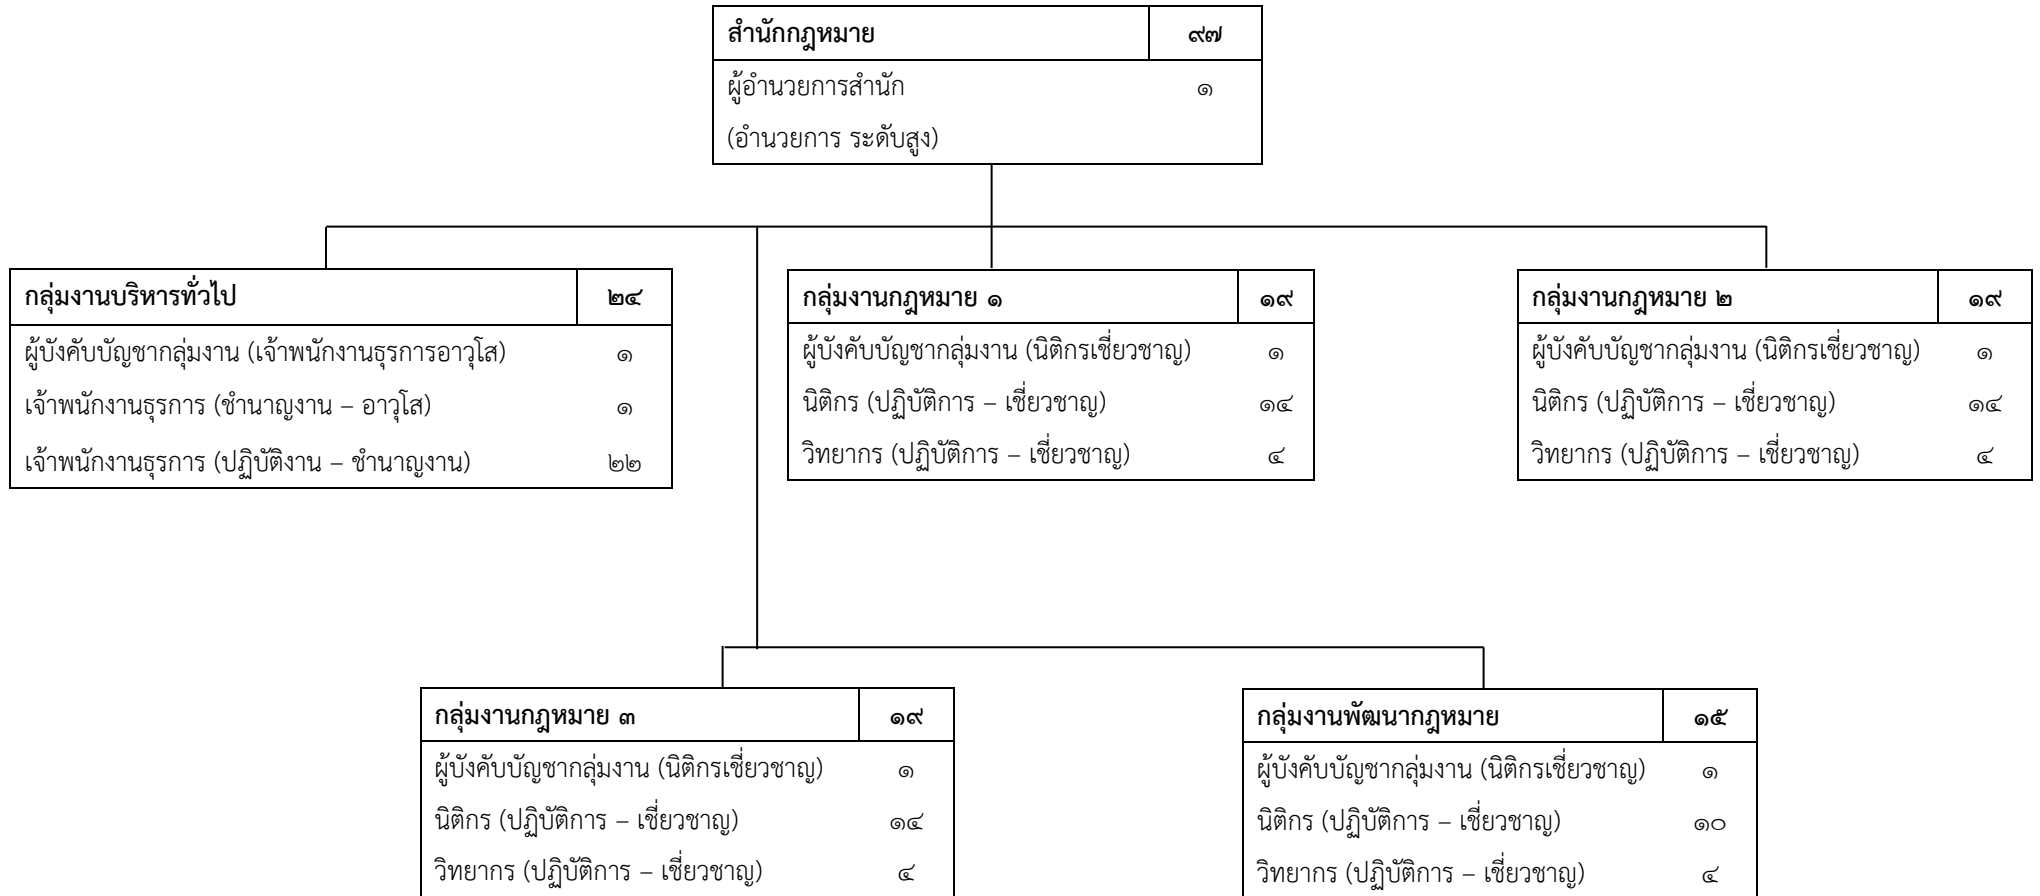 สำนักกฎหมาย ๙๗
ผู้อำนวยการสำนัก ๑
(อำนวยการ ระดับสูง)
กลุ่มงานบริหารทั่วไป ๒๔
ผู้บังคับบัญชากลุ่มงาน (เจ้าพนักงานธุรการอาวุโส) ๑
เจ้าพนักงานธุรการ (ชำนาญงาน – อาวุโส) ๑
เจ้าพนักงานธุรการ (ปฏิบัติงาน – ชำนาญงาน) ๒๒
กลุ่มงานกฎหมาย ๑ ๑๙
ผู้บังคับบัญชากลุ่มงาน (นิติกรเชี่ยวชาญ) ๑
นิติกร (ปฏิบัติการ – เชี่ยวชาญ) ๑๔
วิทยากร (ปฏิบัติการ – เชี่ยวชาญ) ๔
กลุ่มงานกฎหมาย ๒ ๑๙
ผู้บังคับบัญชากลุ่มงาน (นิติกรเชี่ยวชาญ) ๑
นิติกร (ปฏิบัติการ – เชี่ยวชาญ) ๑๔
วิทยากร (ปฏิบัติการ – เชี่ยวชาญ) ๔
กลุ่มงานกฎหมาย ๓ ๑๙
ผู้บังคับบัญชากลุ่มงาน (นิติกรเชี่ยวชาญ) ๑
นิติกร (ปฏิบัติการ – เชี่ยวชาญ) ๑๔
วิทยากร (ปฏิบัติการ – เชี่ยวชาญ) ๔
กลุ่มงานพัฒนากฎหมาย ๑๕
ผู้บังคับบัญชากลุ่มงาน (นิติกรเชี่ยวชาญ) ๑
นิติกร (ปฏิบัติการ – เชี่ยวชาญ) ๑๐
วิทยากร (ปฏิบัติการ – เชี่ยวชาญ) ๔